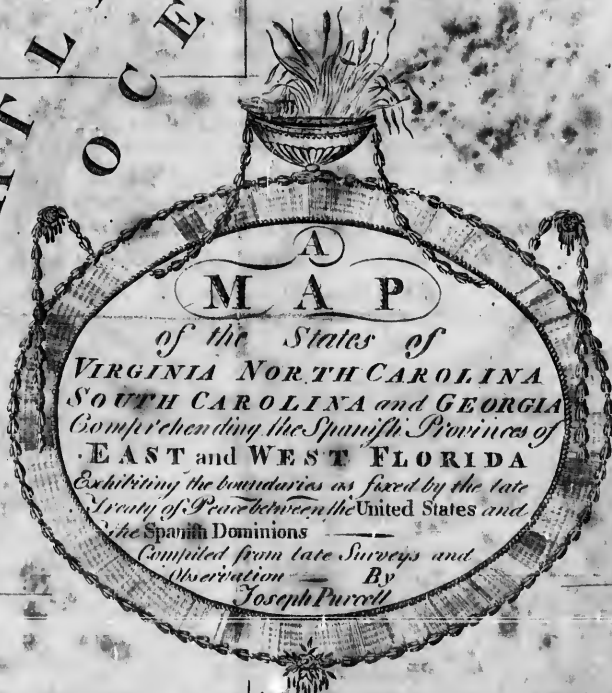 OCE
A
MAP
of the States of
VIRGINIA NORTH CAROLINA
SOUTH CAROLINA and GEORGIA
Comprehending the Spaniſh Provinces of
EAST and WEST FLORIDA
Exhibiting the boundaries as fixed by the late
Treaty of Peace between the United States and
the Spaniſh Dominions
Compiled from late Surveys and
Observation — By
Joseph Purcell